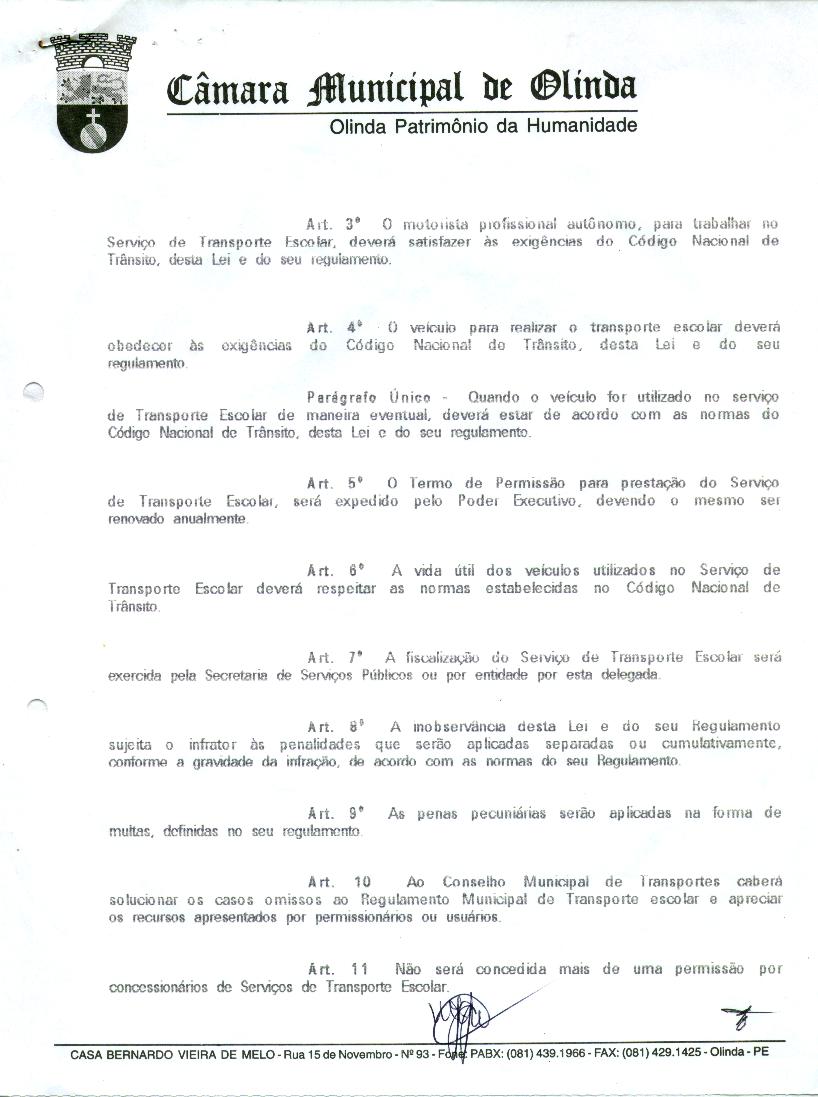 Câmara Municipal de Olinda
Olinda Patrimônio da Humanidade
Art. 3º O motorista profissional autônomo, para trabalhar no
Serviço de Transporte Escolar, deverá satisfazer às exigências do Código Nacional de
Trânsito, desta Lei e do seu regulamento.
Art. 4º O veículo para realizar o transporte escolar deverá
obedecer às exigências do Código Nacional de Trânsito, desta Lei e do seu
regulamento.
Parágrafo Único - Quando o veículo for utilizado no serviço
de Transporte Escolar de maneira eventual, deverá estar de acordo com as normas do
Código Nacional de Trânsito, desta Lei e do seu regulamento.
Art. 5º O Termo de Permissão para prestação do Serviço
de Transporte Escolar, será expedido pelo Poder Executivo, devendo o mesmo ser
renovado anualmente.
Art. 6º A vida útil dos veículos utilizados no Serviço de
Transporte Escolar deverá respeitar as normas estabelecidas no Código Nacional de
Trânsito.
Art. 7º A fiscalização do Serviço de Transporte Escolar será
exercida pela Secretaria de Serviços Públicos ou por entidade por esta delegada.
Art. 8º A inobservância desta Lei e do seu Regulamento
sujeita o infrator às penalidades que serão aplicadas separadas ou cumulativamente,
conforme a gravidade da infração, de acordo com as normas do seu Regulamento.
Art. 9º As penas pecuniárias serão aplicadas na forma de
multas, definidas no seu regulamento.
Art. 10 Ao Conselho Municipal de Transportes caberá
solucionar os casos omissos ao Regulamento Municipal de Transporte escolar e apreciar
os recursos apresentados por permissionários ou usuários.
Art. 11 Não será concedida mais de uma permissão por
concessionários de Serviços de Transporte Escolar.
CASA BERNARDO VIEIRA DE MELO - Rua 15 de Novembro - Nº 93 - Fone: PABX: (081) 439.1966 - FAX: (081) 429.1425 - Olinda - PE